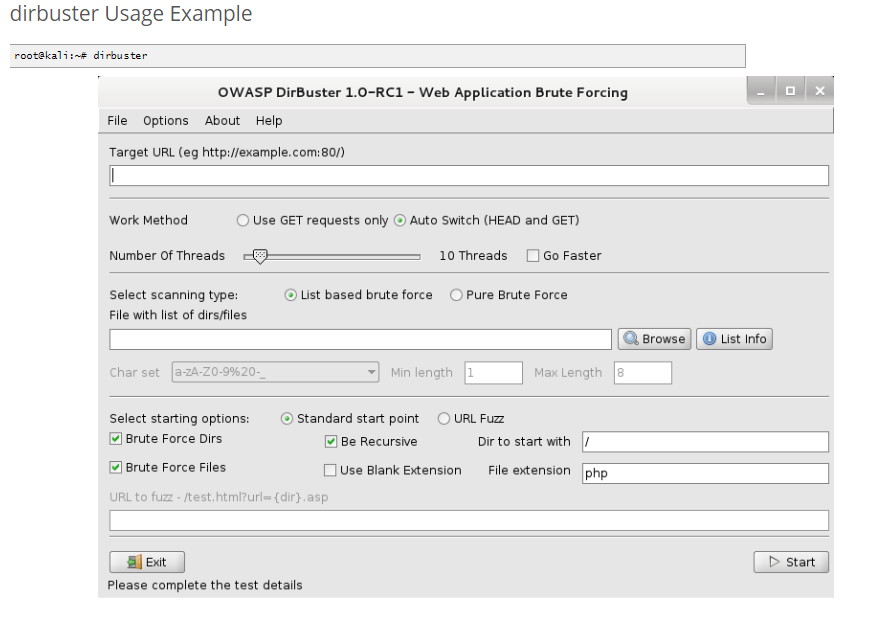 dirbuster Usage Example
root@kali:~# dirbuster
OWASP DirBuster 1.0-RC1 - Web Application Brute Forcing
File Options About Help
Target URL (eg http://example.com:80/)
Work Method Use GET requests only Auto Switch (HEAD and GET)
Number Of Threads 10 Threads Go Faster
Select scanning type: List based brute force Pure Brute Force
File with list of dirs/files
Browse List Info
Char set a-zA-Z0-9%20-_ Min length 1 Max Length 8
Select starting options: Standard start point URL Fuzz
Brute Force Dirs Be Recursive Dir to start with /
Brute Force Files Use Blank Extension File extension php
URL to fuzz - /test.html?url={dir}.asp
Exit Start
Please complete the test details